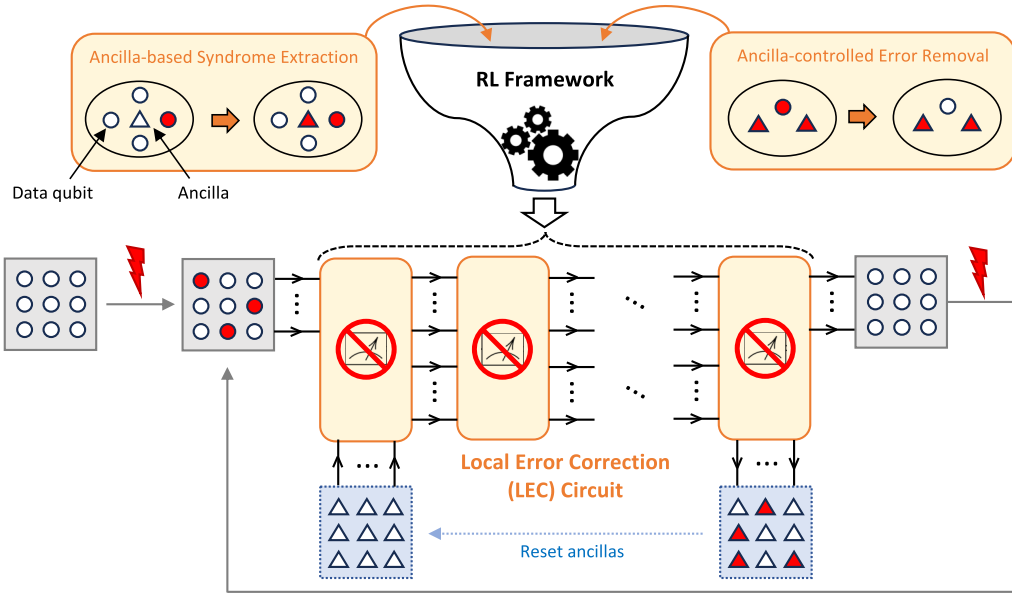 Ancilla-based Syndrome Extraction
RL Framework
Ancilla-controlled Error Removal
Data qubit
Ancilla
Local Error Correction
(LEC) Circuit
Reset ancillas